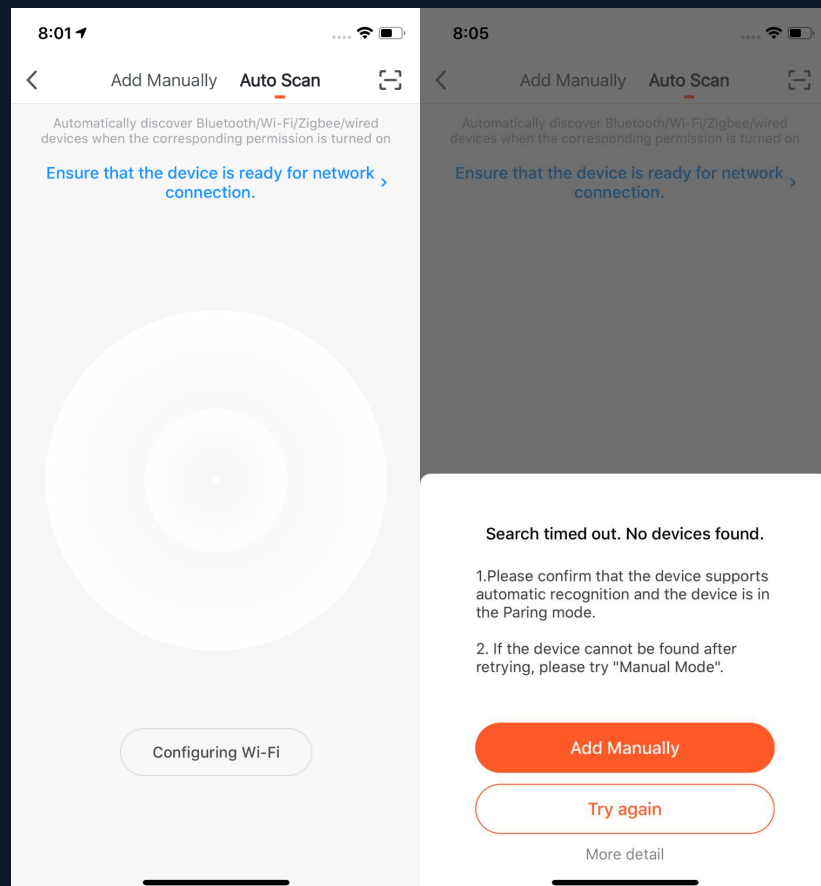 8:01
Add Manually Auto Scan
Automatically discover Bluetooth/Wi-Fi/Zigbee/wired
devices when the corresponding permission is turned on
Ensure that the device is ready for network
connection.
Configuring Wi-Fi
8:05
Add Manually Auto Scan
Automatically discover Bluetooth/Wi-Fi/Zigbee/wired
devices when the corresponding permission is turned on
Ensure that the device is ready for network
connection.
Search timed out. No devices found.
1.Please confirm that the device supports
automatic recognition and the device is in
the Paring mode.
2. If the device cannot be found after
retrying, please try "Manual Mode".
Add Manually
Try again
More detail